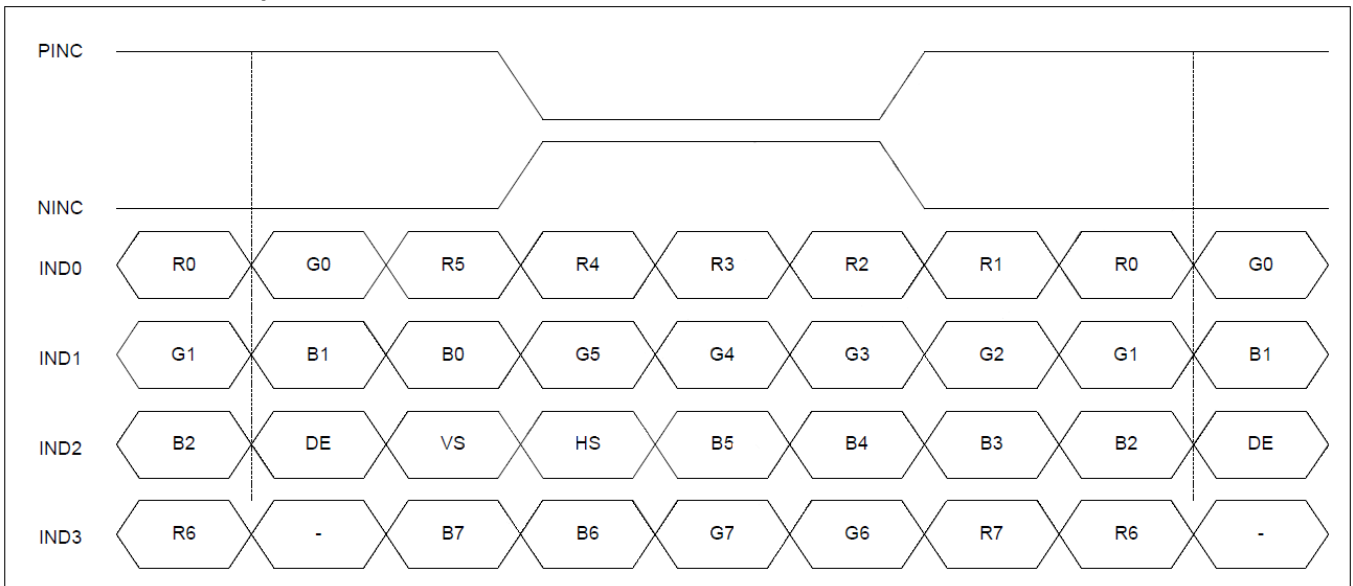 PINC
NINC
IND0 R0 G0 R5 R4 R3 R2 R1 R0 G0
IND1 G1 B1 B0 G5 G4 G3 G2 G1 B1
IND2 B2 DE VS HS B5 B4 B3 B2 DE
IND3 R6 - B7 B6 G7 G6 R7 R6 -